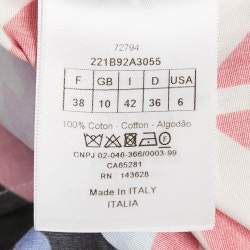 72794
221B92A3055
F GB I D USA
38 10 42 36 6
100% Coton - Cotton - Algodão
CNPJ 02-046-366/0003-99
CA65281
RN : 143628
Made In ITALY
ITALIA